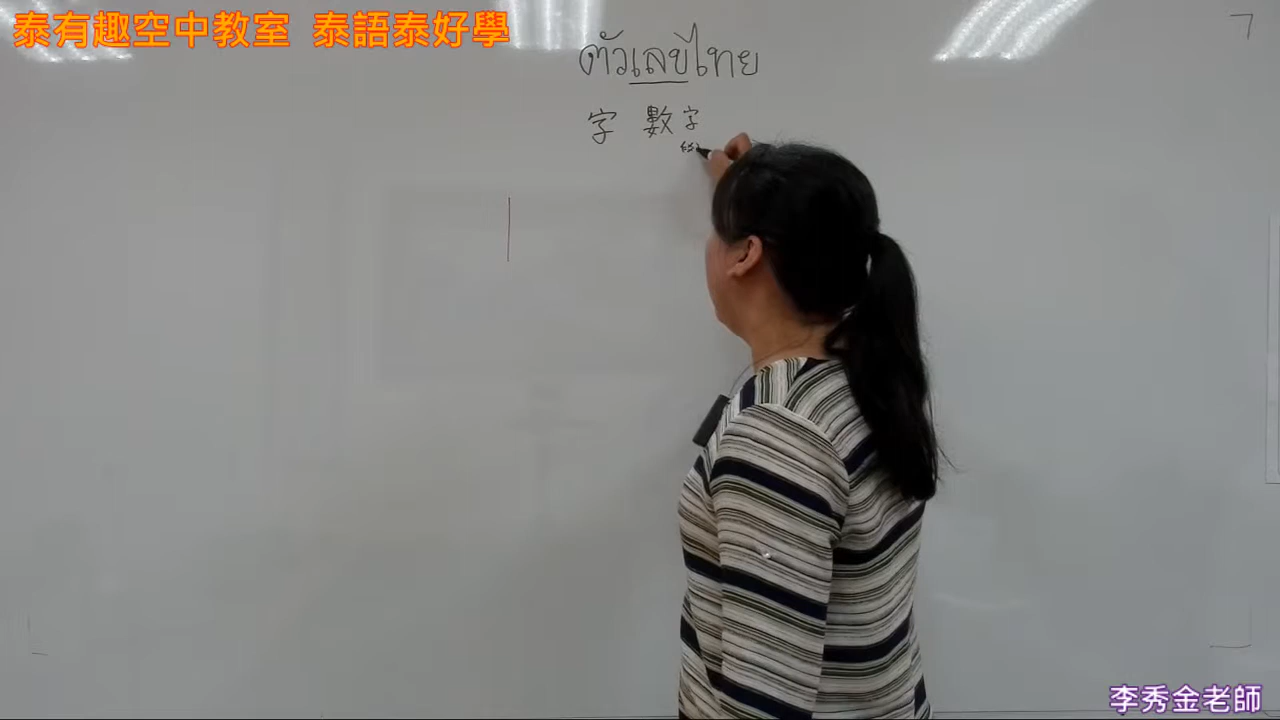 泰有趣空中教室 泰語泰好學
ตัวเลขไทย
字 數字
李秀金老師